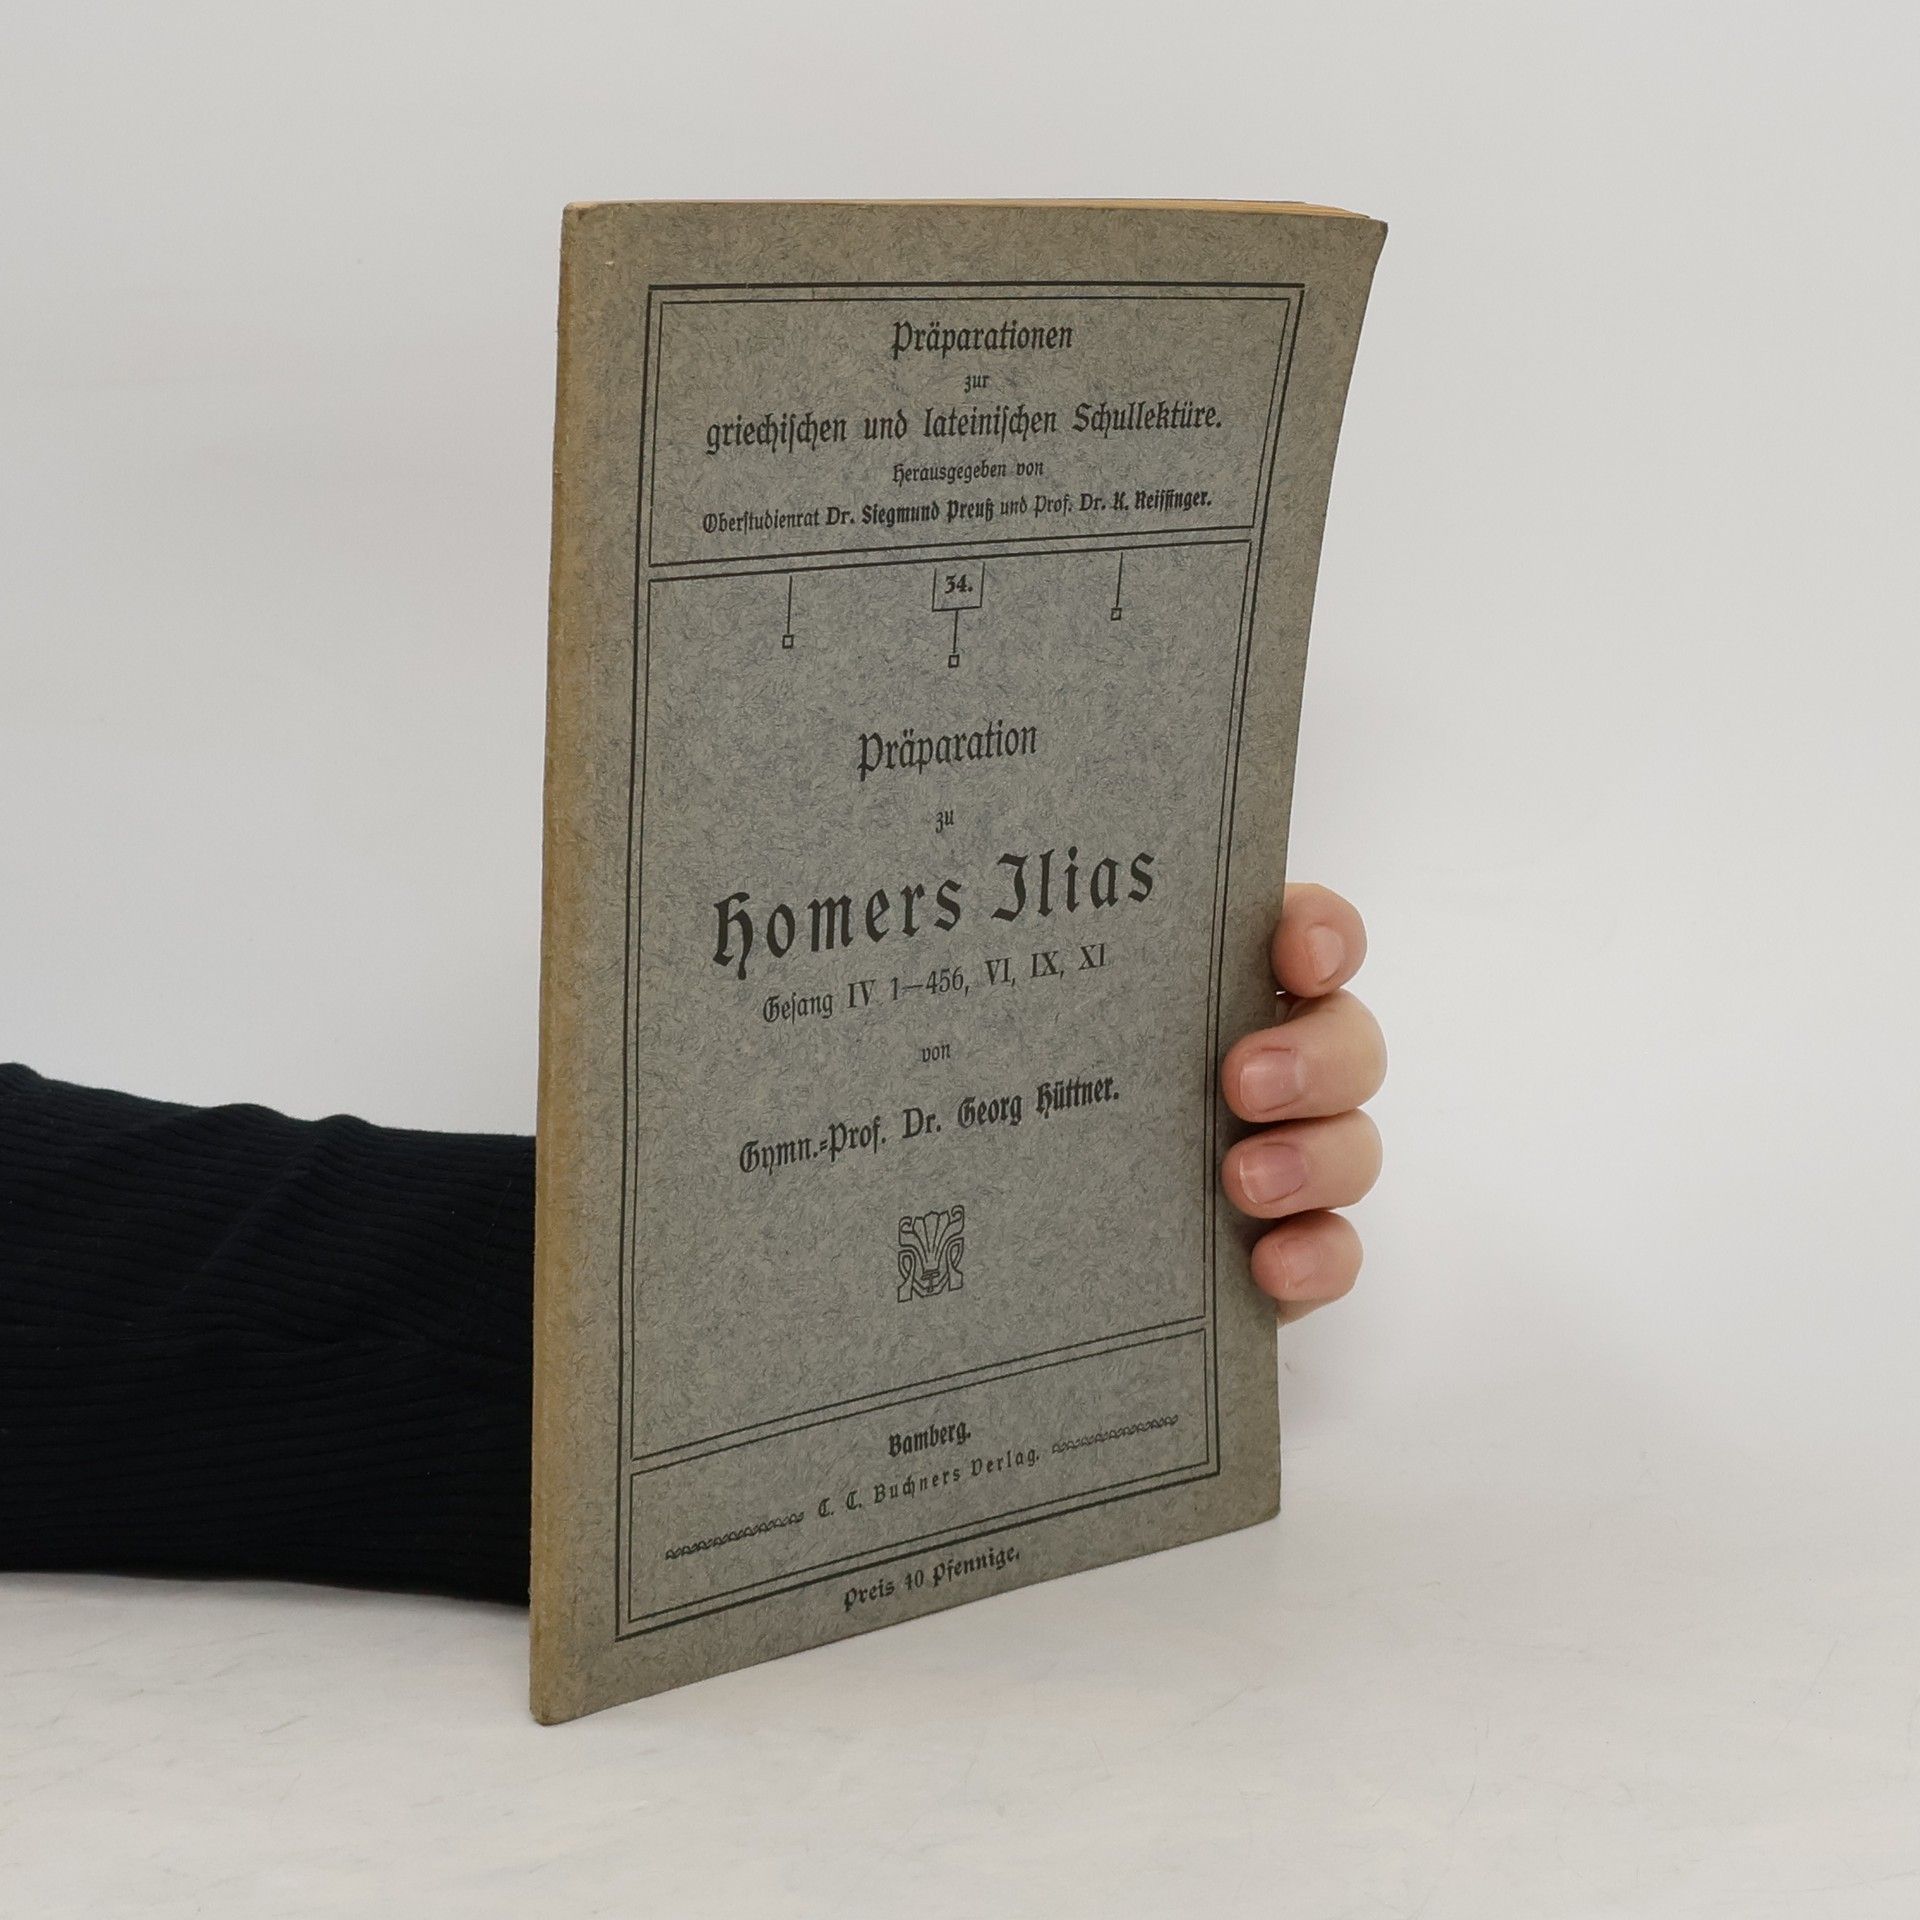 Präparationen
zur
griechiſchen und lateiniſchen Schullektüre.
Herausgegeben von
Oberſtudienrat Dr. Siegmund Preuß und Prof. Dr. K. Reiſſinger.
34.
Präparation
zu
Homers Ilias
Geſang IV 1—456, VI, IX, XI
von
Gymn.=Prof. Dr. Georg Hüttner.
Bamberg.
C. C. Buchners Verlag.
Preis 40 Pfennige.